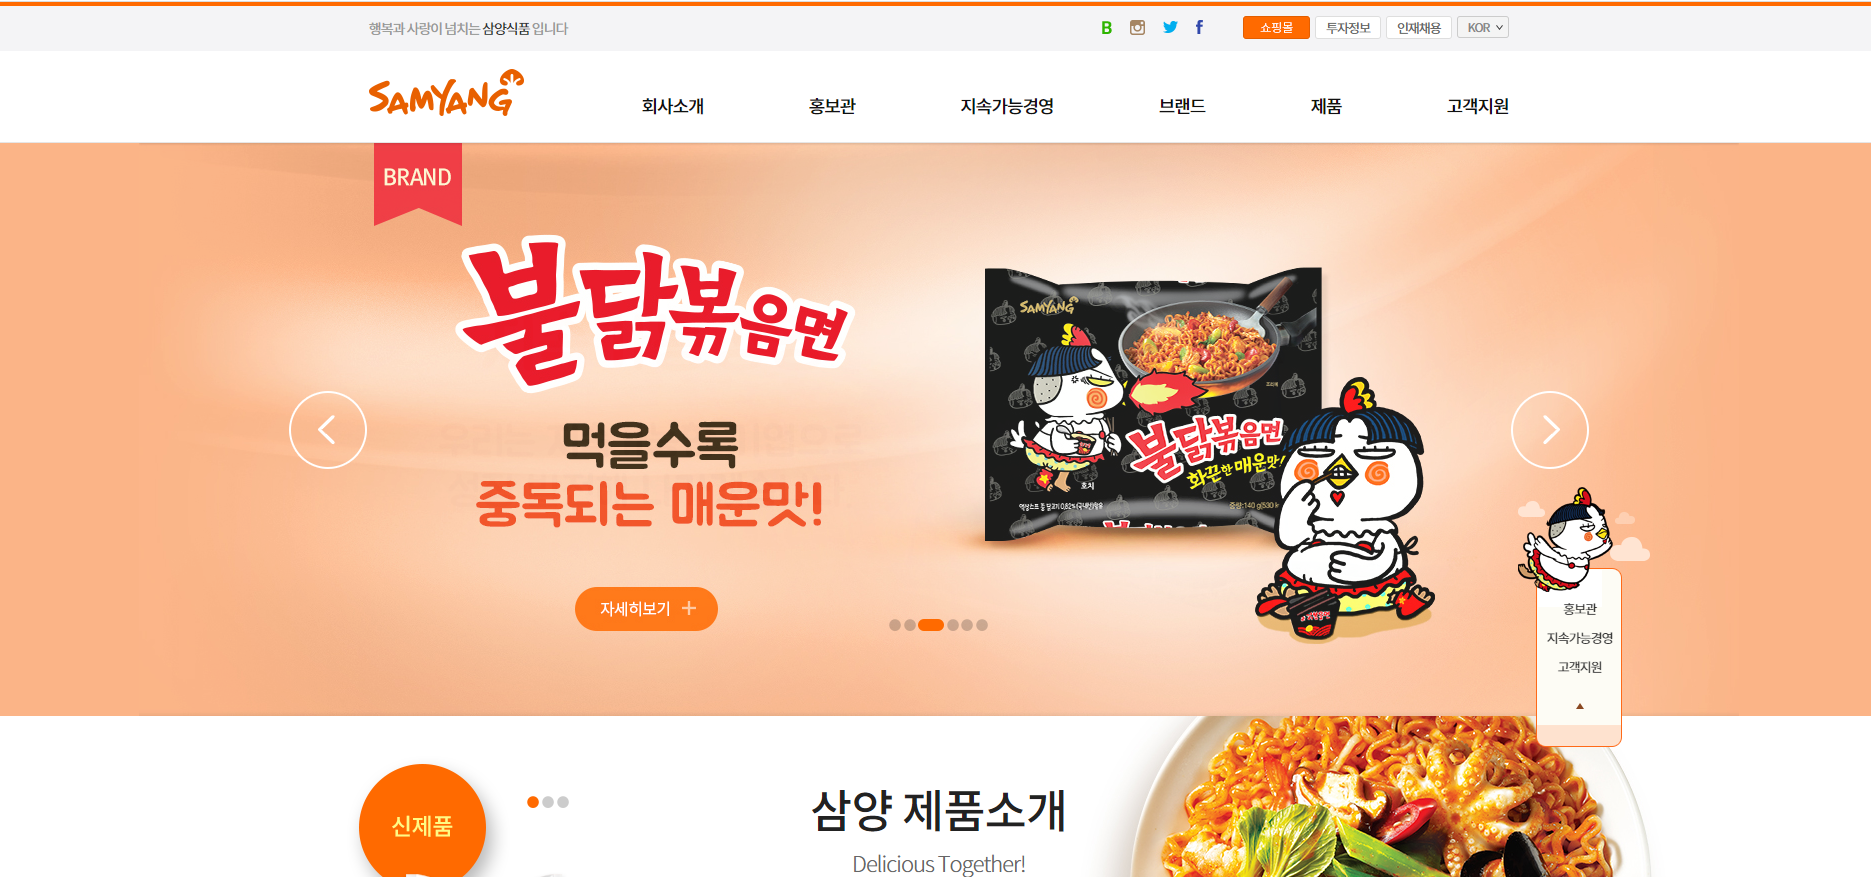 행복과 사랑이 넘치는 삼양식품 입니다
쇼핑몰
투자정보
인재채용
KOR
SAMYANG
회사소개
홍보관
지속가능경영
브랜드
제품
고객지원
BRAND
불닭볶음면
먹을수록
중독되는 매운맛!
자세히보기 +
SAMYANG
불닭볶음면
화끈한 매운맛!
호치
조리예
홍보관
지속가능경영
고객지원
신제품
삼양 제품소개
Delicious Together!